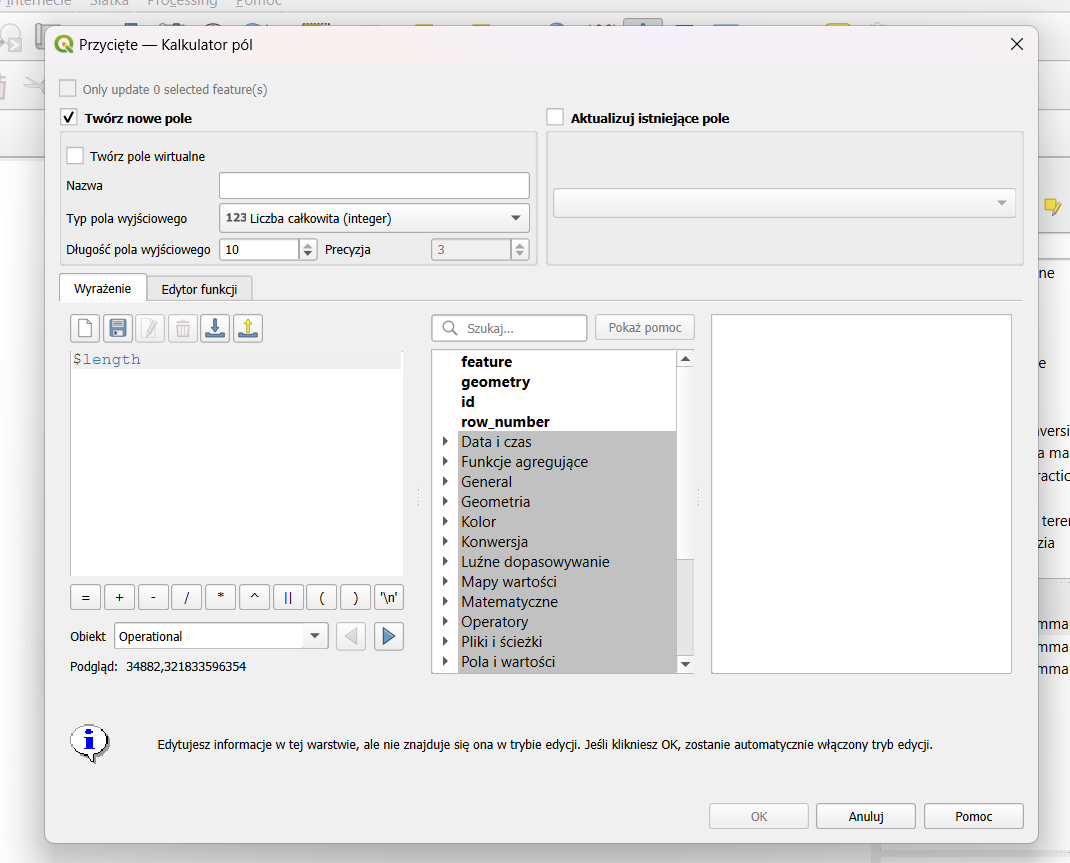 Internecie Siatka Processing Pomoc
Przycięte — Kalkulator pól
Only update 0 selected feature(s)
Twórz nowe pole
Aktualizuj istniejące pole
Twórz pole wirtualne
Nazwa
Typ pola wyjściowego 123 Liczba całkowita (integer)
Długość pola wyjściowego 10 Precyzja 3
Wyrażenie Edytor funkcji
Szukaj... Pokaż pomoc
$length
feature
geometry
id
row_number
Data i czas
Funkcje agregujące
General
Geometria
Kolor
Konwersja
Luźne dopasowywanie
Mapy wartości
Matematyczne
Operatory
Pliki i ścieżki
Pola i wartości
= + - / * ^ || ( ) '\n'
Obiekt Operational
Podgląd: 34882,321833596354
Edytujesz informacje w tej warstwie, ale nie znajduje się ona w trybie edycji. Jeśli klikniesz OK, zostanie automatycznie włączony tryb edycji.
OK Anuluj Pomoc
ne
e
versi
a ma
ractic
terer
zia
mma
mma
mma